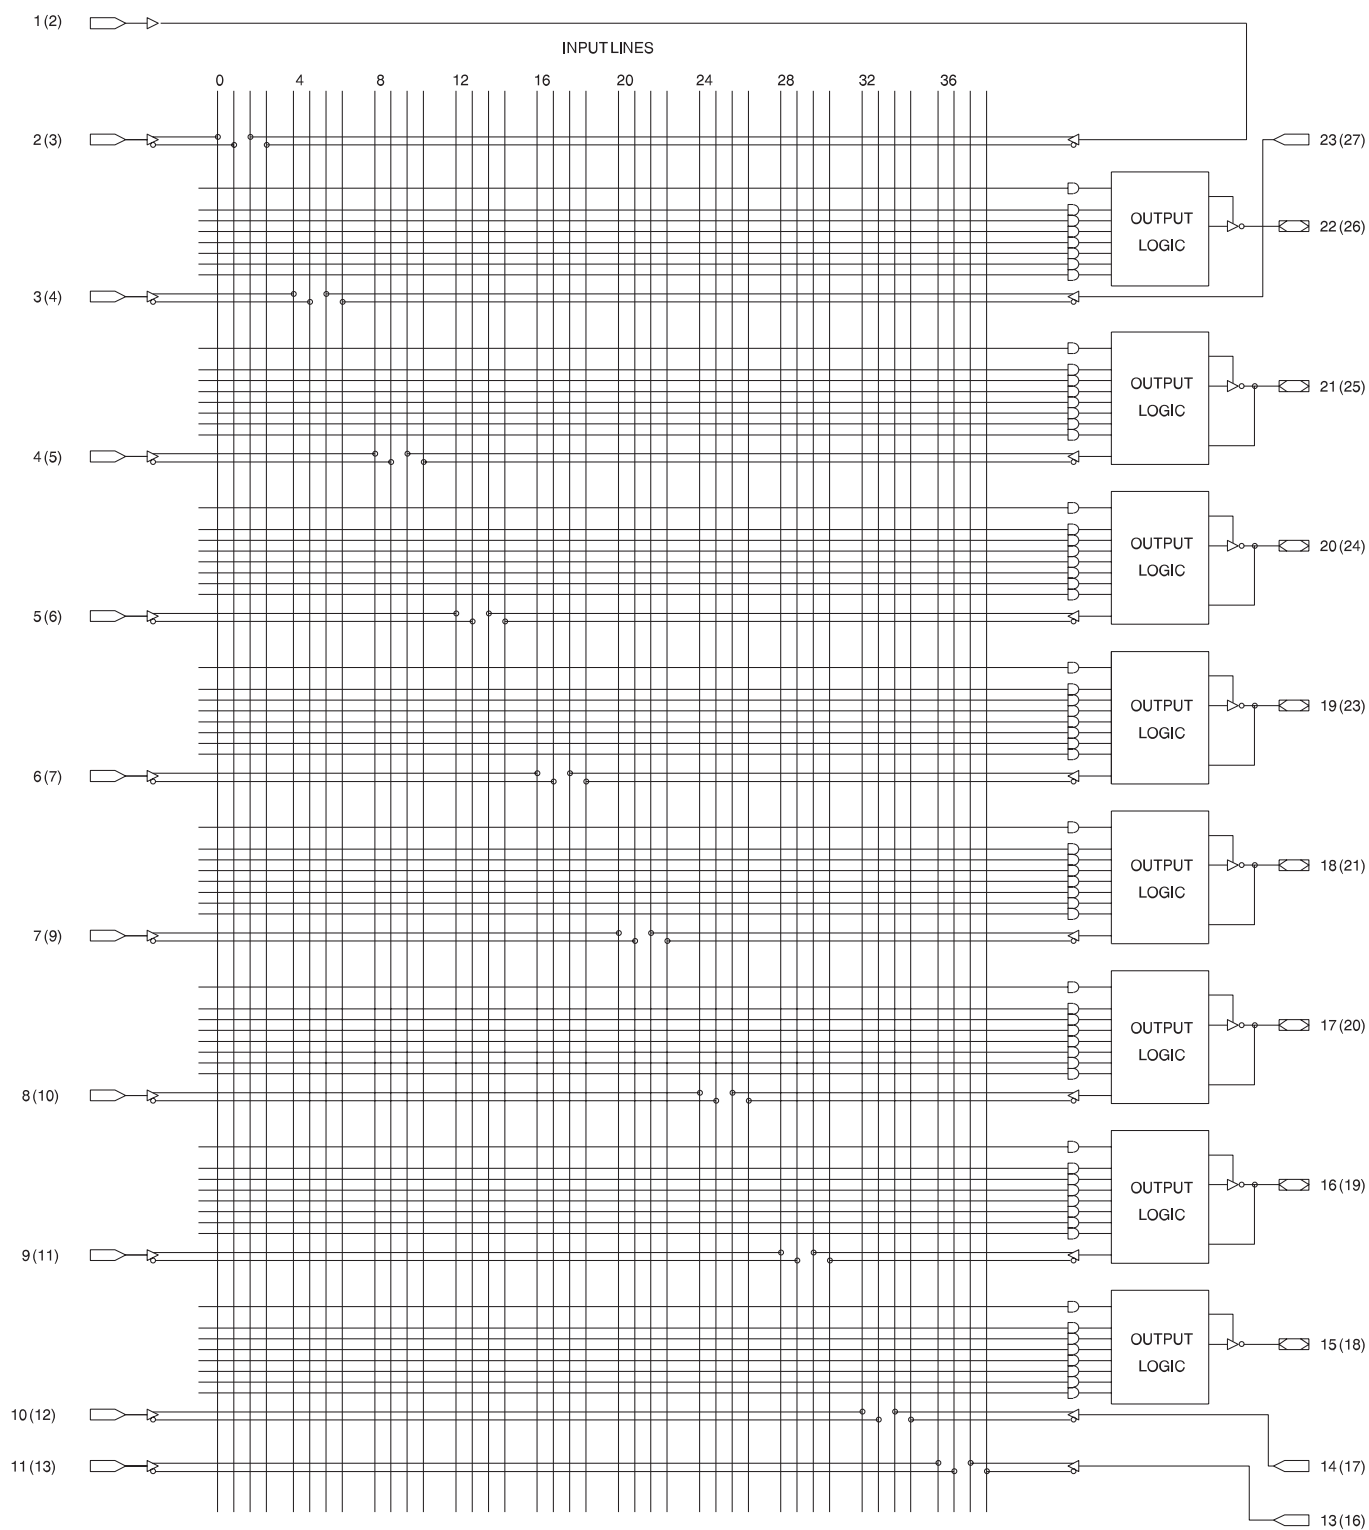 1 (2)
INPUT LINES
0 4 8 12 16 20 24 28 32 36
2 (3)
23 (27)
OUTPUT
LOGIC
22 (26)
3 (4)
OUTPUT
LOGIC
21 (25)
4 (5)
OUTPUT
LOGIC
20 (24)
5 (6)
OUTPUT
LOGIC
19 (23)
6 (7)
OUTPUT
LOGIC
18 (21)
7 (9)
OUTPUT
LOGIC
17 (20)
8 (10)
OUTPUT
LOGIC
16 (19)
9 (11)
OUTPUT
LOGIC
15 (18)
10 (12)
11 (13)
14 (17)
13 (16)